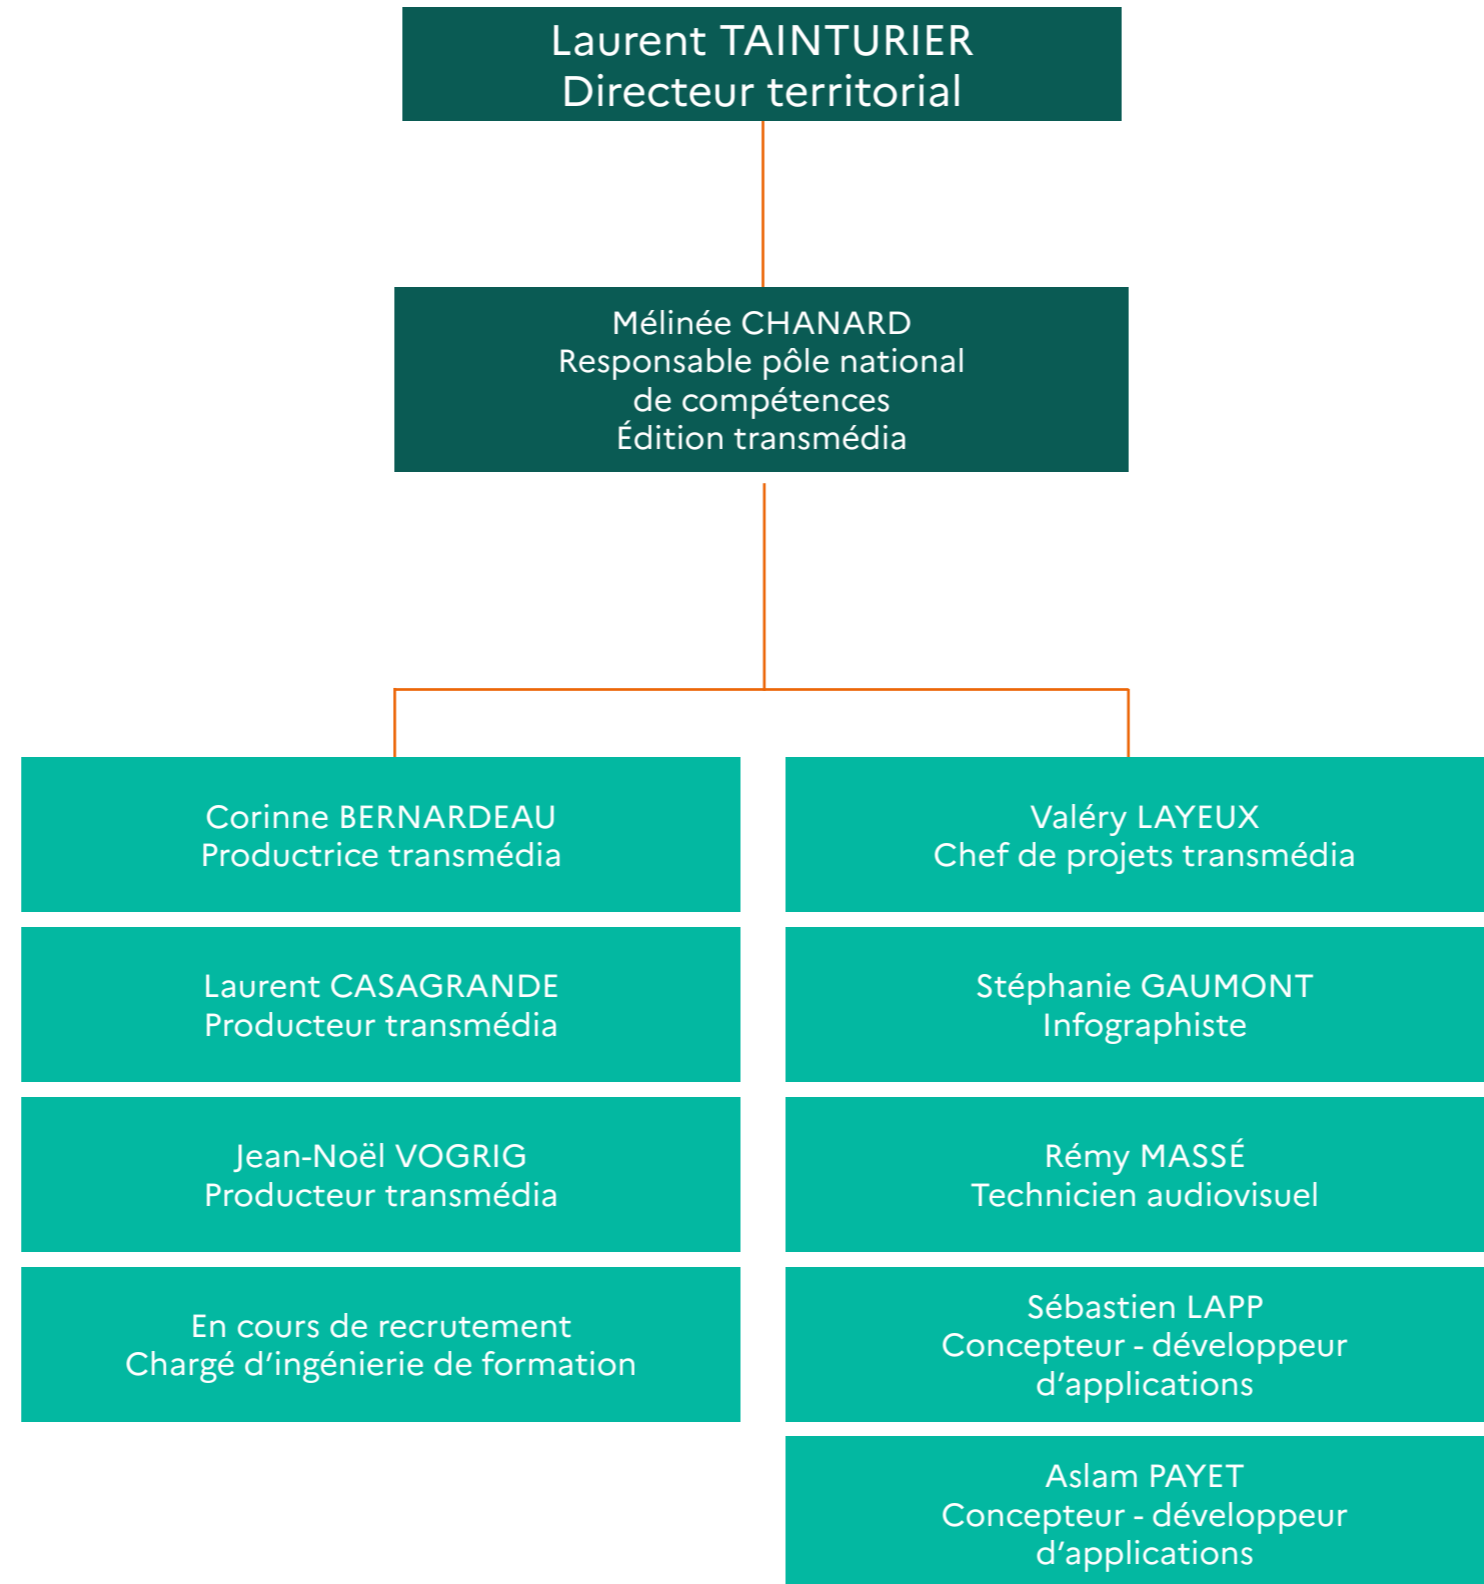 Laurent TAINTURIER
Directeur territorial
Mélinée CHANARD
Responsable pôle national
de compétences
Édition transmédia
Corinne BERNARDEAU
Productrice transmédia
Laurent CASAGRANDE
Producteur transmédia
Jean-Noël VOGRIG
Producteur transmédia
En cours de recrutement
Chargé d’ingénierie de formation
Valéry LAYEUX
Chef de projets transmédia
Stéphanie GAUMONT
Infographiste
Rémy MASSÉ
Technicien audiovisuel
Sébastien LAPP
Concepteur - développeur
d’applications
Aslam PAYET
Concepteur - développeur
d’applications